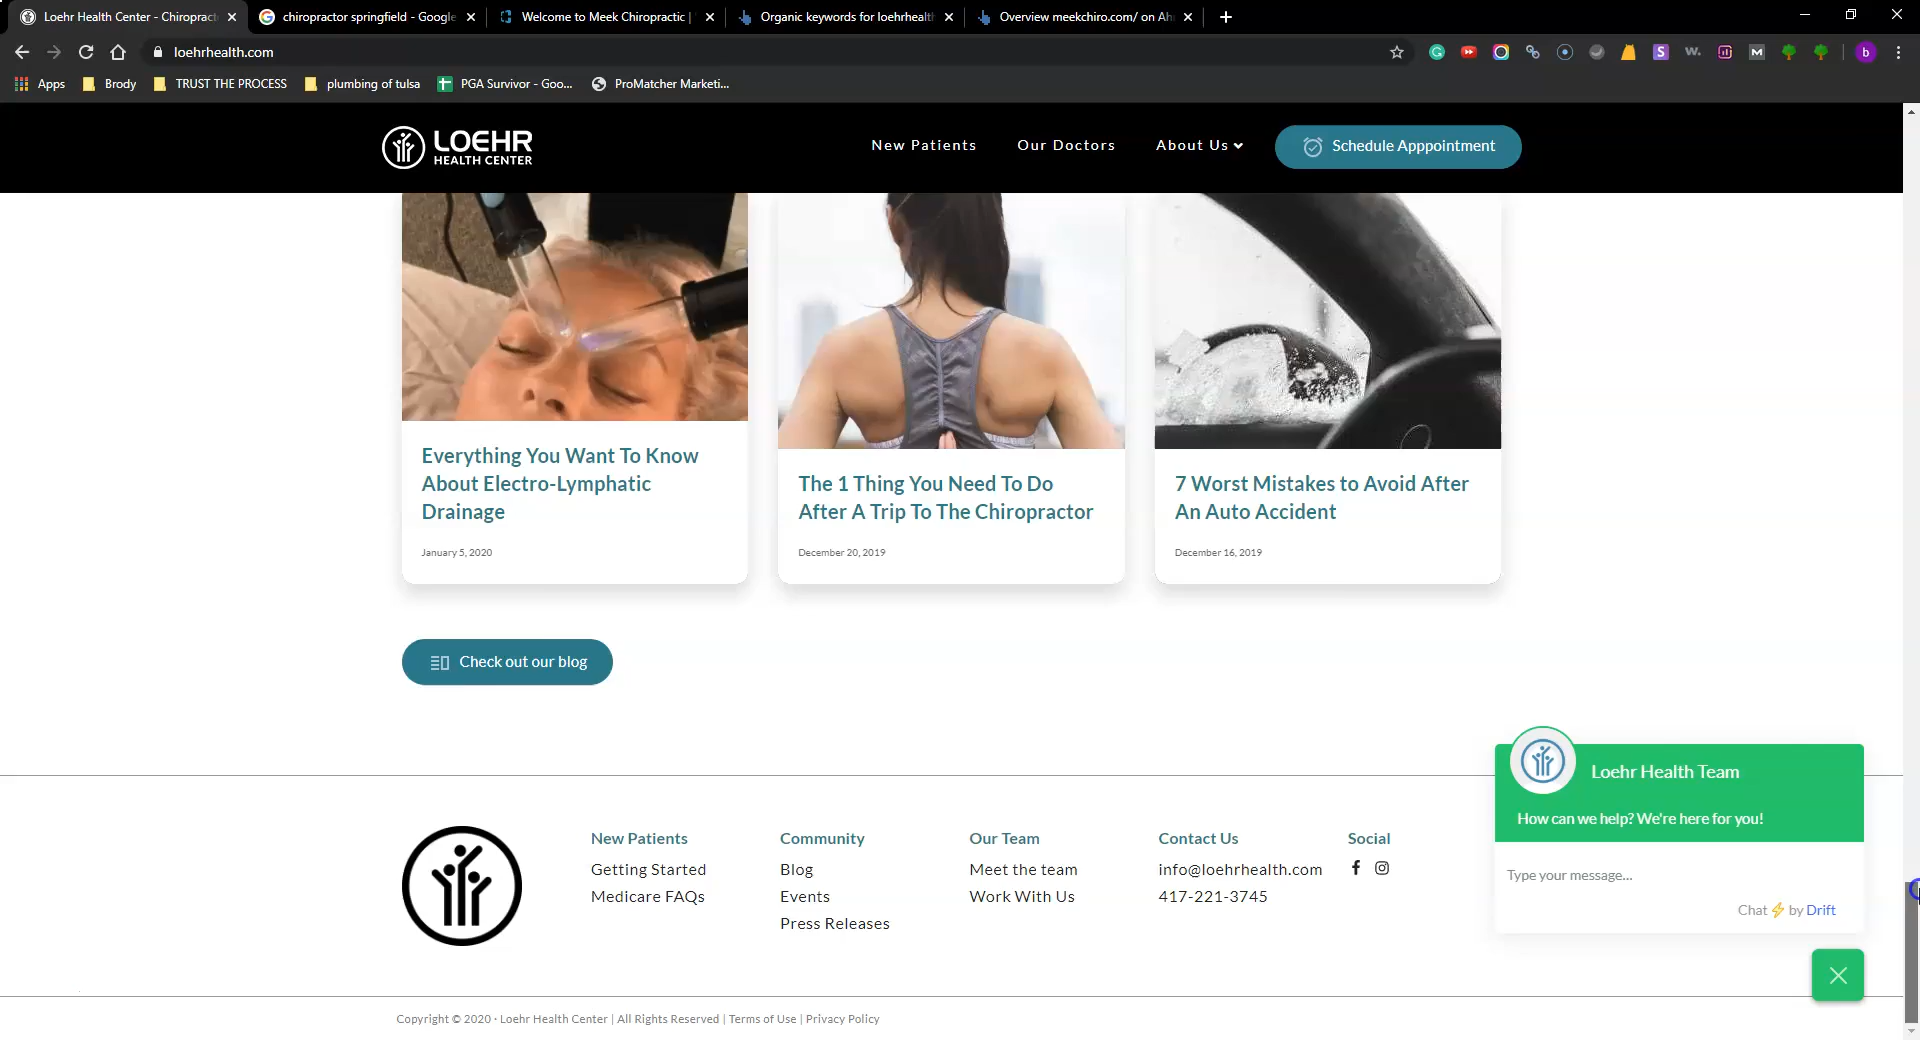 Loehr Health Center - Chiropract
chiropractor springfield - Google
Welcome to Meek Chiropractic |
Organic keywords for loehrhealth
Overview meekchiro.com/ on Ah
loehrhealth.com
Apps
Brody
TRUST THE PROCESS
plumbing of tulsa
PGA Survivor - Goo...
ProMatcher Marketi...
LOEHR
HEALTH CENTER
New Patients
Our Doctors
About Us
Schedule Apppointment
Everything You Want To Know
About Electro-Lymphatic
Drainage
January 5, 2020
The 1 Thing You Need To Do
After A Trip To The Chiropractor
December 20, 2019
7 Worst Mistakes to Avoid After
An Auto Accident
December 16, 2019
Check out our blog
Loehr Health Team
How can we help? We're here for you!
Type your message...
Chat ⚡ by Drift
New Patients
Getting Started
Medicare FAQs
Community
Blog
Events
Press Releases
Our Team
Meet the team
Work With Us
Contact Us
info@loehrhealth.com
417-221-3745
Social
Copyright © 2020 · Loehr Health Center | All Rights Reserved | Terms of Use | Privacy Policy